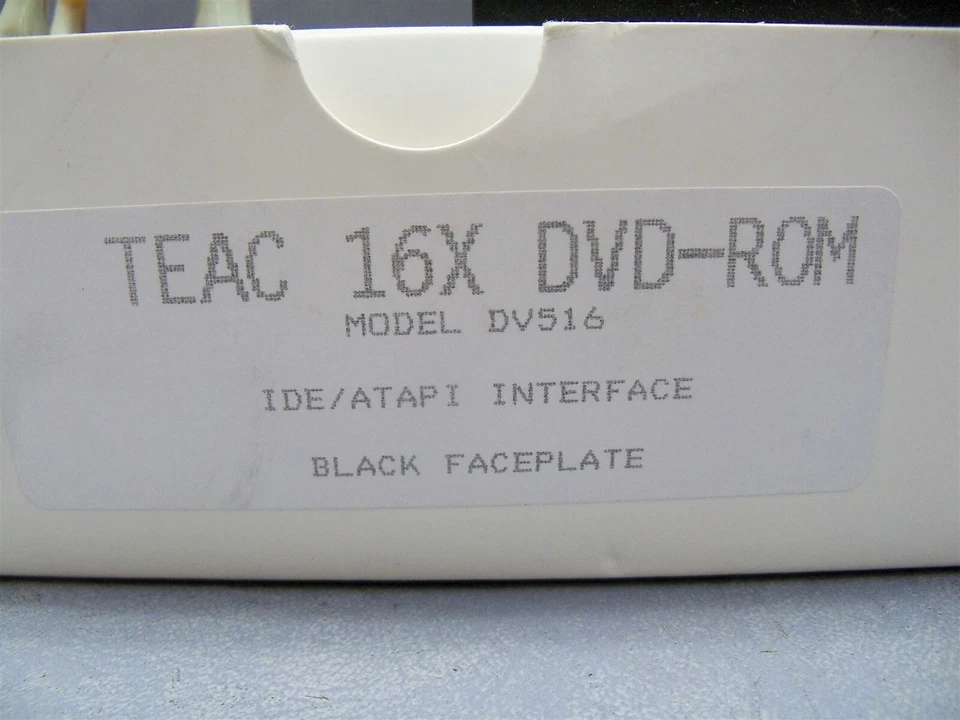 TEAC 16X DVD-ROM
MODEL DV516
IDE/ATAPI INTERFACE
BLACK FACEPLATE